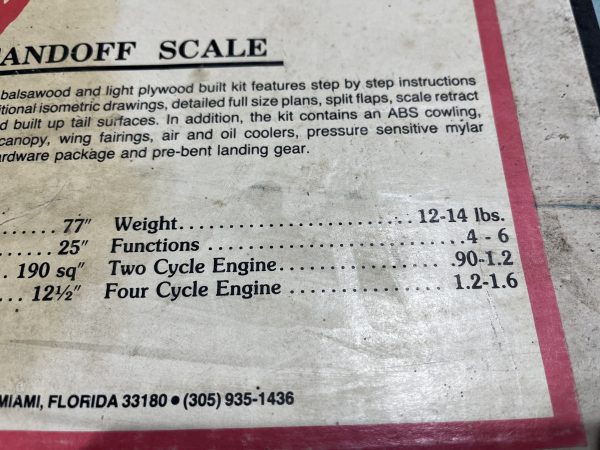 ANDOFF SCALE
balsawood and light plywood built kit features step by step instructions
itional isometric drawings, detailed full size plans, split flaps, scale retract
d built up tail surfaces. In addition, the kit contains an ABS cowling,
canopy, wing fairings, air and oil coolers, pressure sensitive mylar
ardware package and pre-bent landing gear.
...... 77" Weight........................ 12-14 lbs.
...... 25" Functions ........................ 4 - 6
. 190 sq" Two Cycle Engine............... .90-1.2
... 12½" Four Cycle Engine ............... 1.2-1.6
MIAMI, FLORIDA 33180 • (305) 935-1436